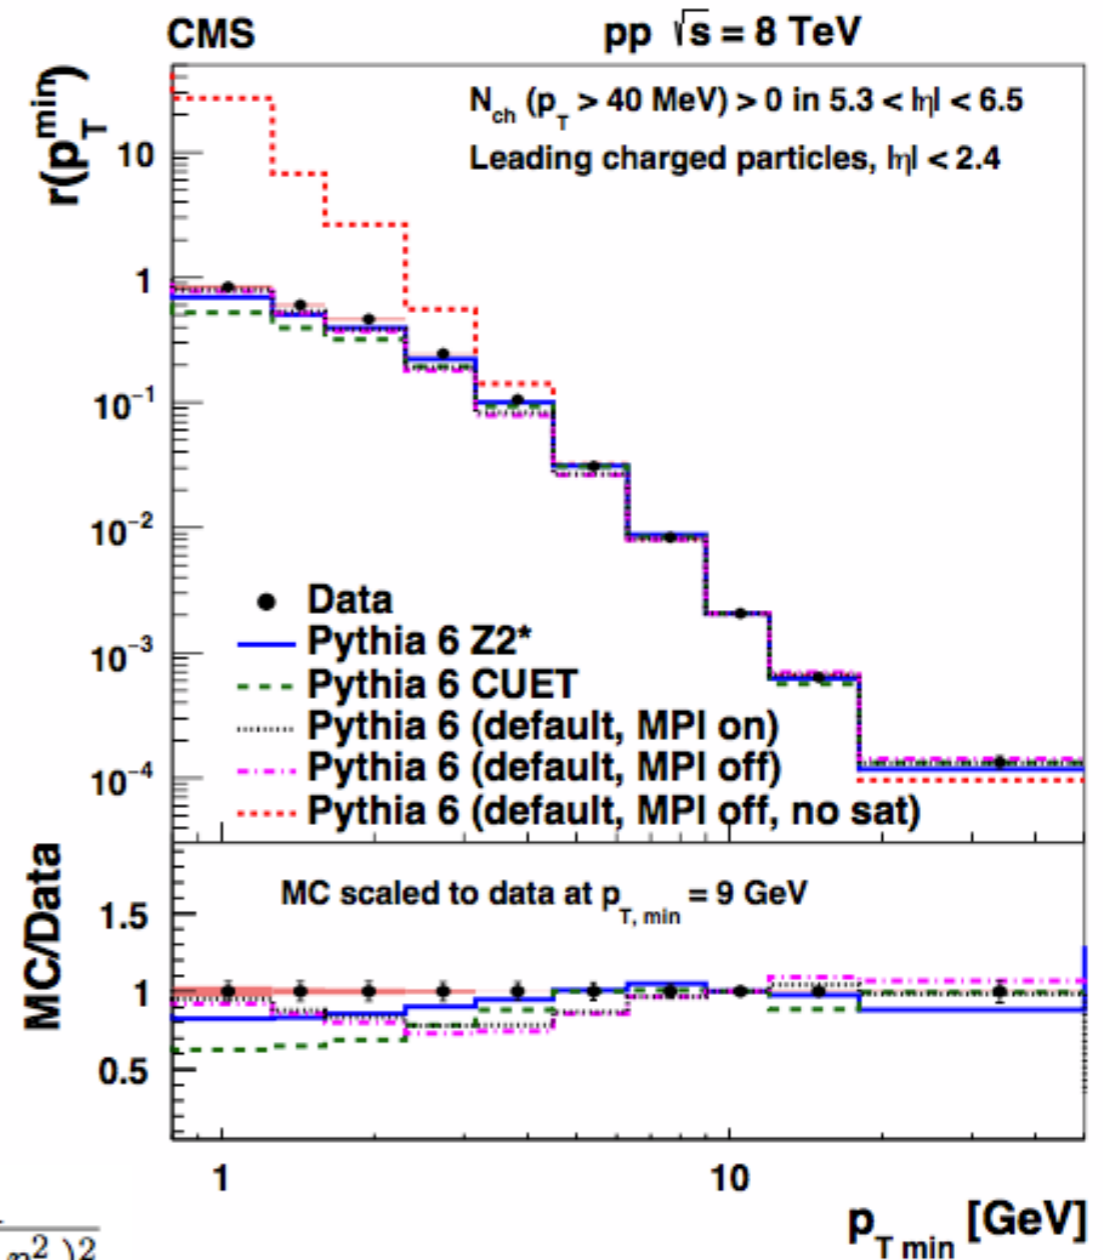 CMS pp √s = 8 TeV
r(p_T^min)
N_ch (p_T > 40 MeV) > 0 in 5.3 < |η| < 6.5
Leading charged particles, |η| < 2.4
10
1
10⁻¹
10⁻²
10⁻³
10⁻⁴
Data
Pythia 6 Z2*
Pythia 6 CUET
Pythia 6 (default, MPI on)
Pythia 6 (default, MPI off)
Pythia 6 (default, MPI off, no sat)
MC/Data
MC scaled to data at p_T, min = 9 GeV
1.5
1
0.5
1 10
p_T min [GeV]